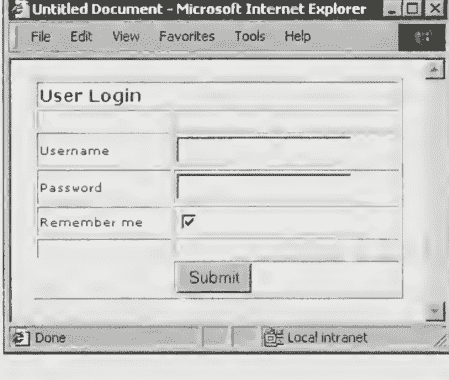 Untitled Document - Microsoft Internet Explorer
File Edit View Favorites Tools Help
User Login
Username
Password
Remember me
Submit
Done Local intranet